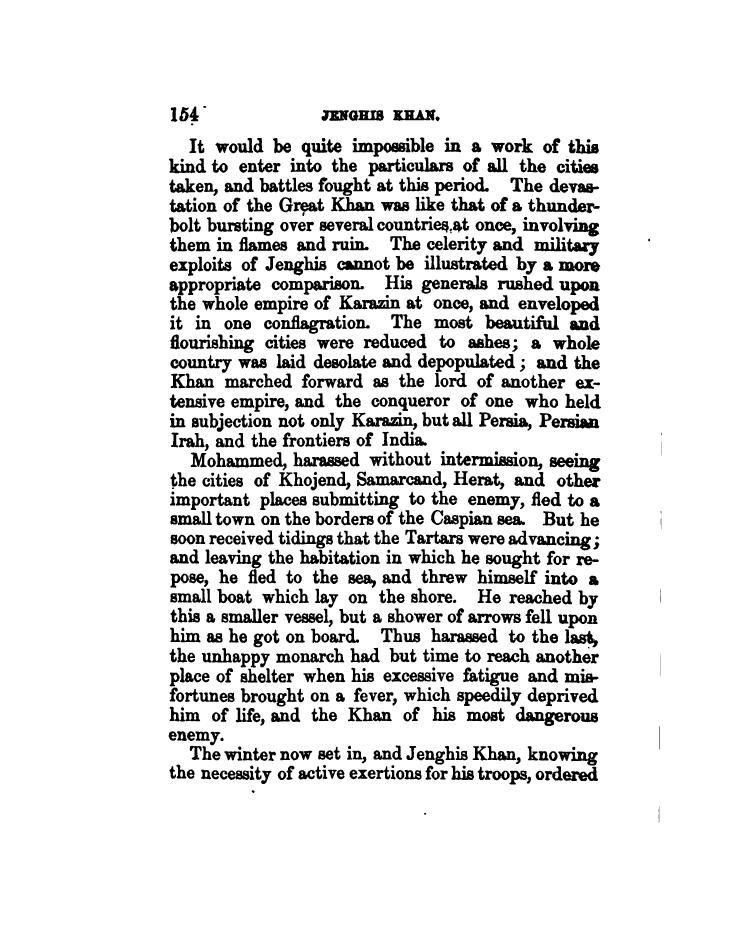 154 JENGHIS KHAN.
It would be quite impossible in a work of this
kind to enter into the particulars of all the cities
taken, and battles fought at this period. The devas-
tation of the Great Khan was like that of a thunder-
bolt bursting over several countries at once, involving
them in flames and ruin. The celerity and military
exploits of Jenghis cannot be illustrated by a more
appropriate comparison. His generals rushed upon
the whole empire of Karazin at once, and enveloped
it in one conflagration. The most beautiful and
flourishing cities were reduced to ashes; a whole
country was laid desolate and depopulated; and the
Khan marched forward as the lord of another ex-
tensive empire, and the conqueror of one who held
in subjection not only Karazin, but all Persia, Persian
Irah, and the frontiers of India.
Mohammed, harassed without intermission, seeing
the cities of Khojend, Samarcand, Herat, and other
important places submitting to the enemy, fled to a
small town on the borders of the Caspian sea. But he
soon received tidings that the Tartars were advancing;
and leaving the habitation in which he sought for re-
pose, he fled to the sea, and threw himself into a
small boat which lay on the shore. He reached by
this a smaller vessel, but a shower of arrows fell upon
him as he got on board. Thus harassed to the last,
the unhappy monarch had but time to reach another
place of shelter when his excessive fatigue and mis-
fortunes brought on a fever, which speedily deprived
him of life, and the Khan of his most dangerous
enemy.
The winter now set in, and Jenghis Khan, knowing
the necessity of active exertions for his troops, ordered